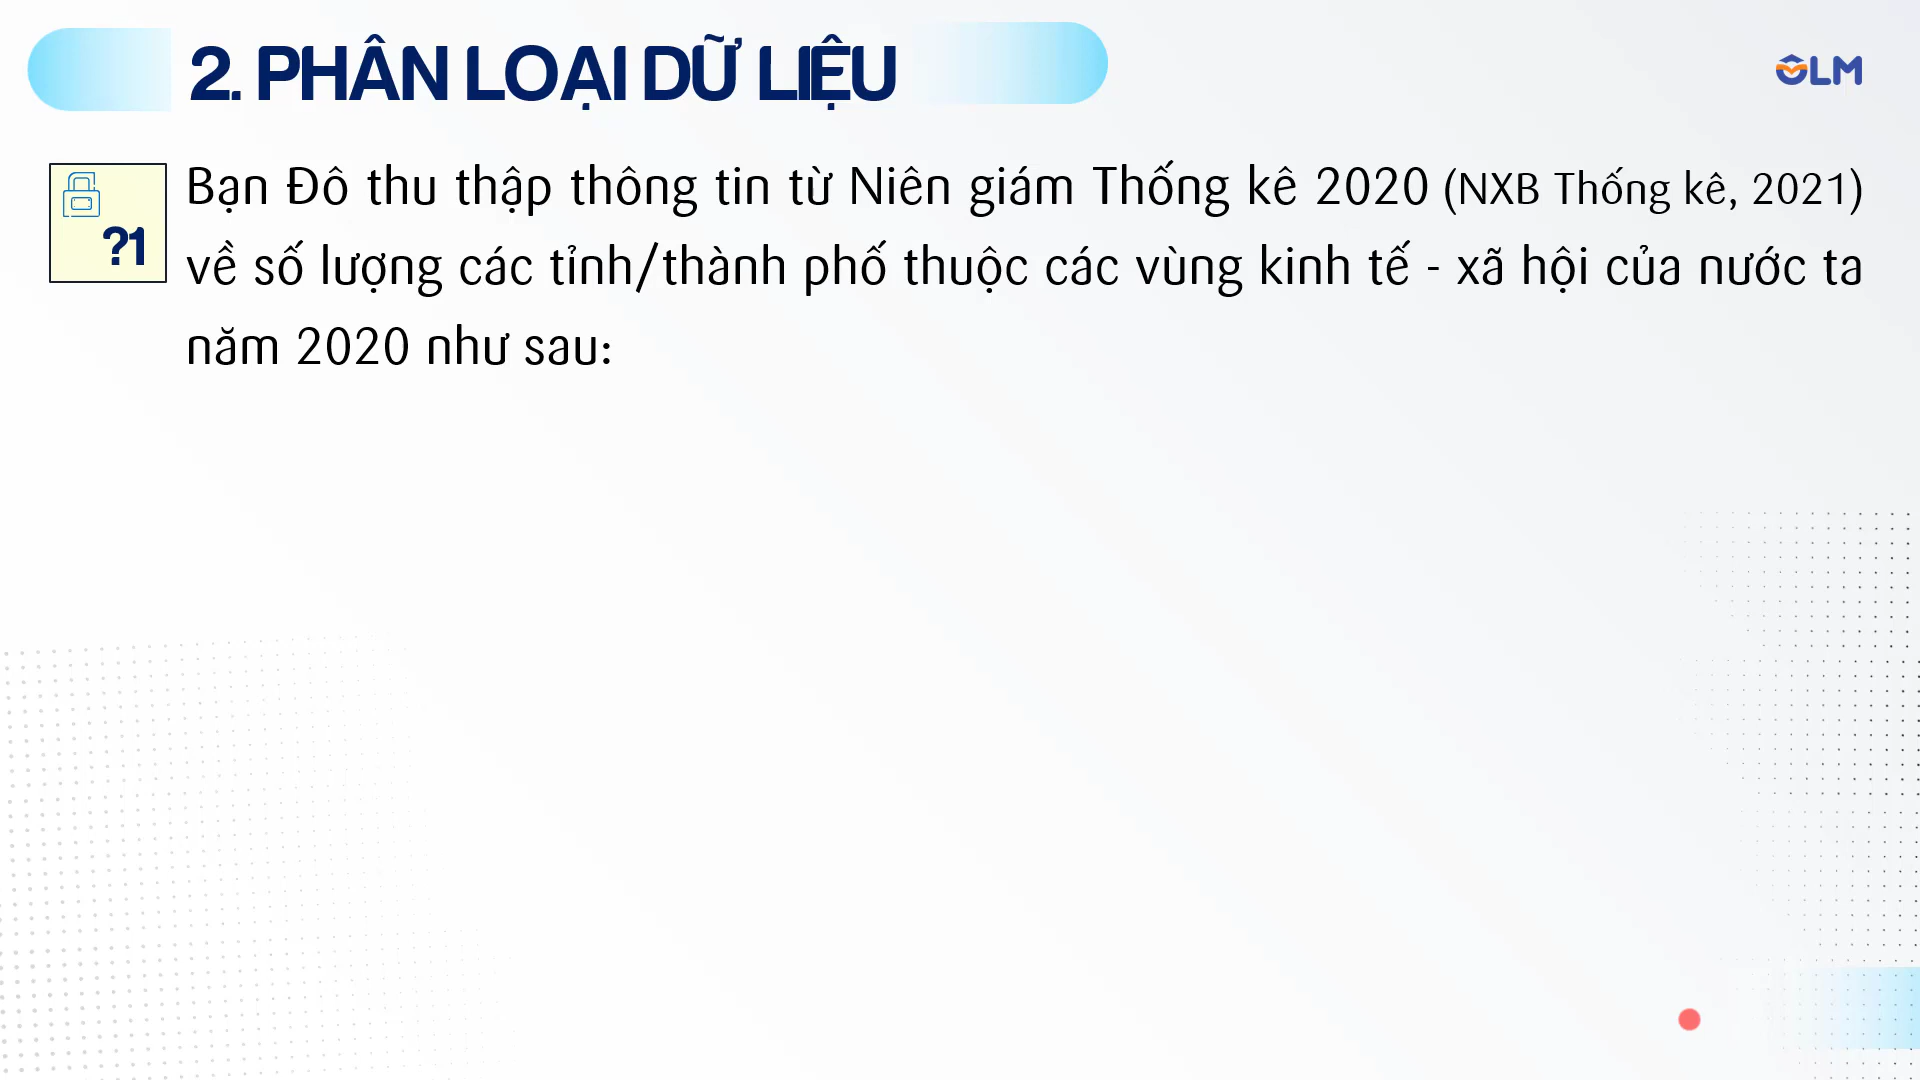 2. PHÂN LOẠI DỮ LIỆU
OLM
?1
Bạn Đô thu thập thông tin từ Niên giám Thống kê 2020 (NXB Thống kê, 2021)
về số lượng các tỉnh/thành phố thuộc các vùng kinh tế - xã hội của nước ta
năm 2020 như sau: